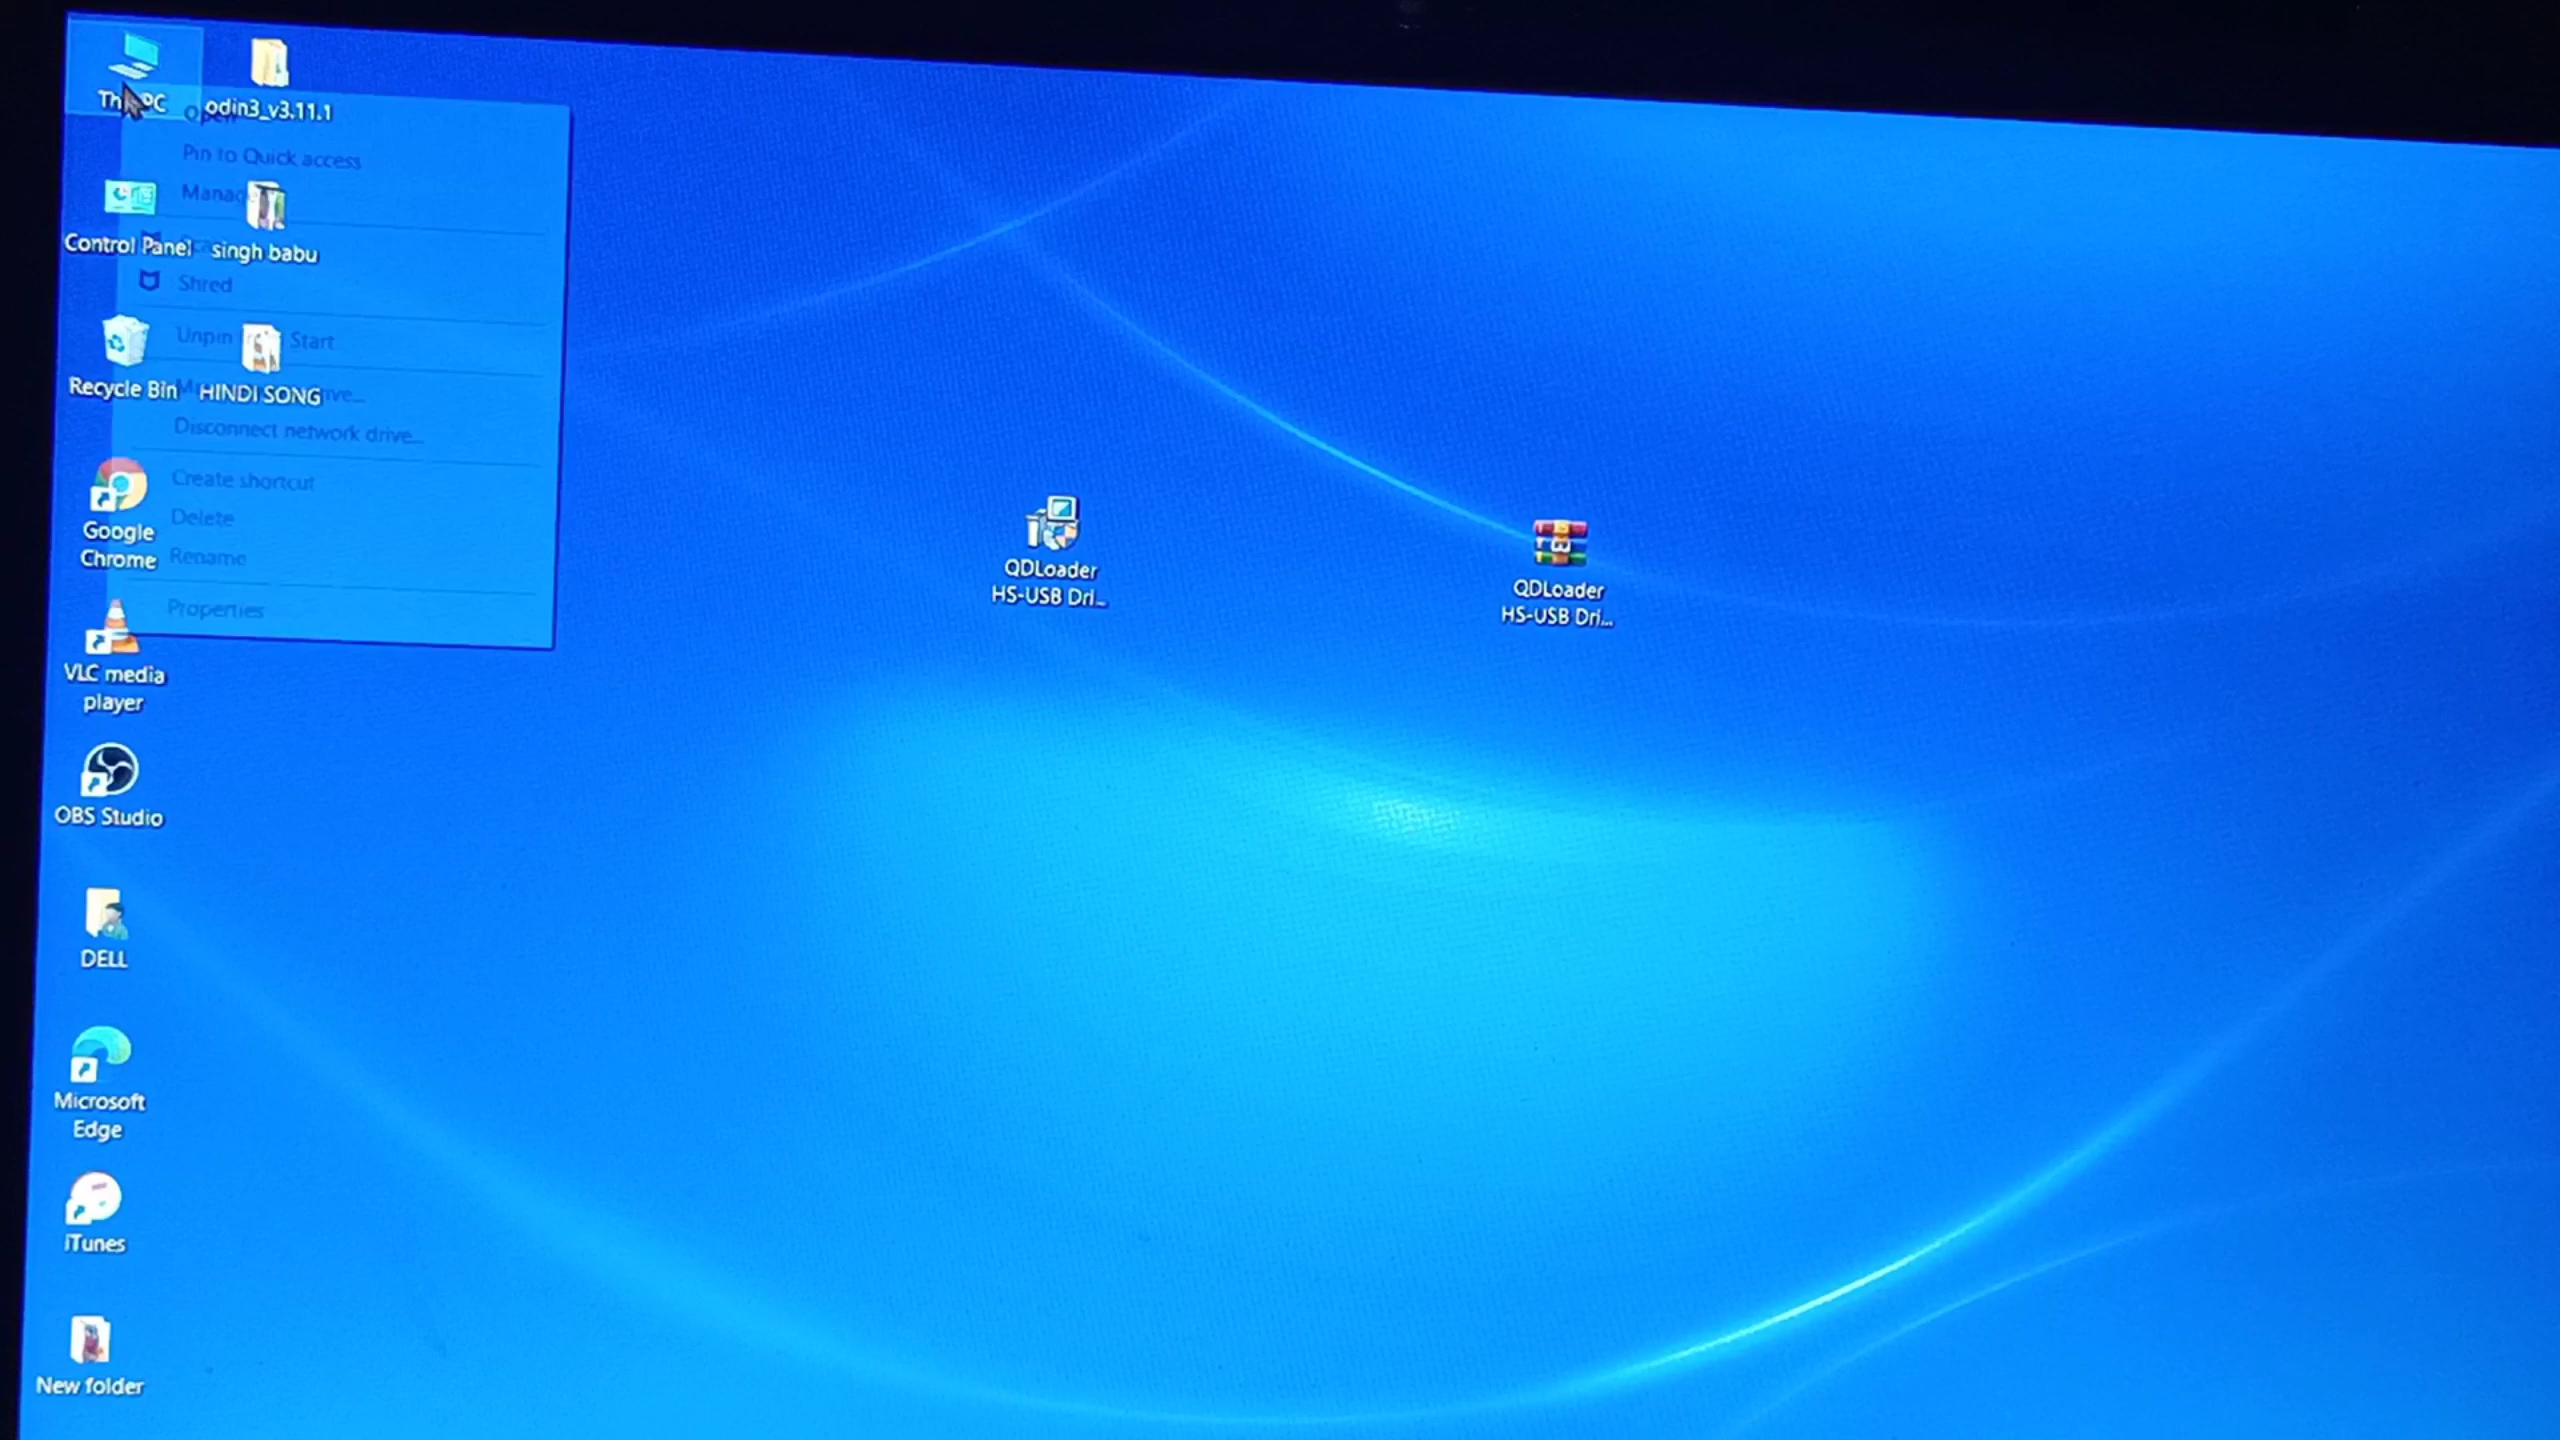 This PC
odin3_v3.11.1
Open
Pin to Quick access
Manage
Control Panel
singh babu
Shred
Unpin Start
Recycle Bin
HINDI SONG
Disconnect network drive...
Create shortcut
Google
Chrome
Delete
Rename
Properties
VLC media
player
OBS Studio
DELL
Microsoft
Edge
iTunes
New folder
QDLoader
HS-USB Dri...
QDLoader
HS-USB Dri...